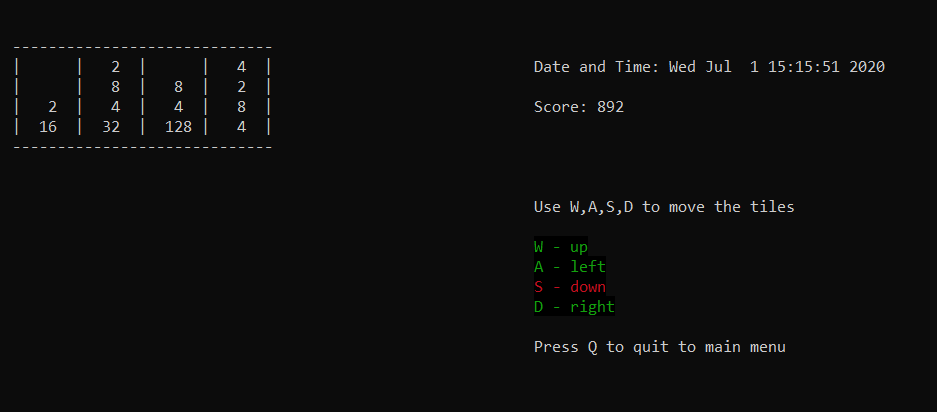 -----------------------------
|      |   2  |      |   4  |
|      |   8  |   8  |   2  |
|   2  |   4  |   4  |   8  |
|  16  |  32  |  128 |   4  |
-----------------------------
Date and Time: Wed Jul  1 15:15:51 2020
Score: 892
Use W,A,S,D to move the tiles
W - up
A - left
S - down
D - right
Press Q to quit to main menu